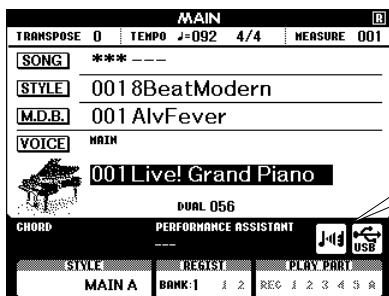 MAIN R
TRANSPOSE 0 TEMPO ♩=092 4/4 MEASURE 001
SONG ***---
STYLE 001 8BeatModern
M.D.B. 001 AlvFever
VOICE MAIN
001 Live! Grand Piano
DUAL 056
CHORD PERFORMANCE ASSISTANT
---
USB
STYLE REGIST PLAY PART
MAIN A BANK:1 1 2 REC 1 2 3 4 5 A